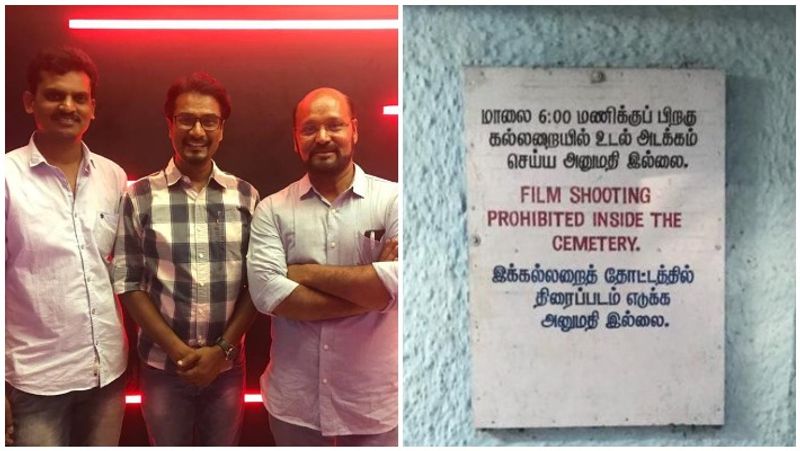 மாலை 6:00 மணிக்குப் பிறகு
கல்லறையில் உடல் அடக்கம்
செய்ய அனுமதி இல்லை.
FILM SHOOTING
PROHIBITED INSIDE THE
CEMETERY.
இக்கல்லறைத் தோட்டத்தில்
திரைப்படம் எடுக்க
அனுமதி இல்லை.